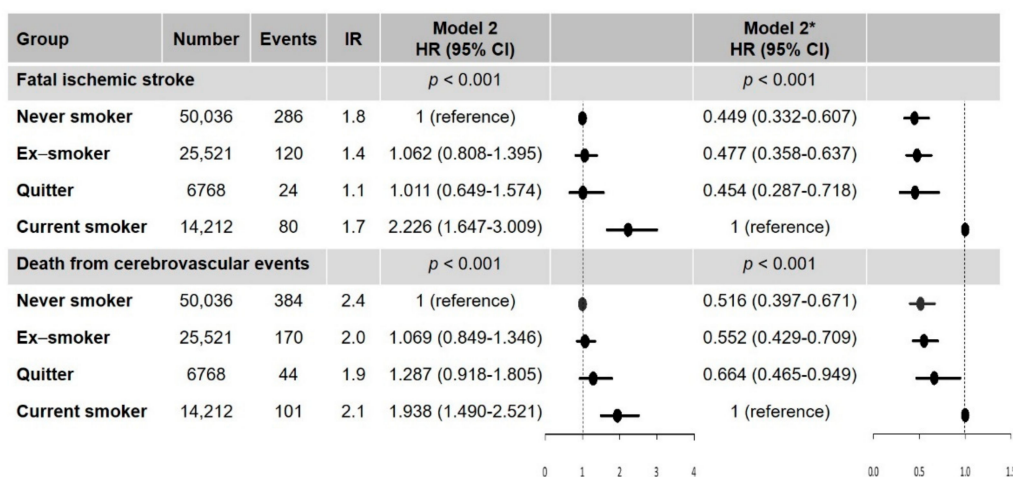 Group Number Events IR Model 2 HR (95% CI) Model 2* HR (95% CI)
Fatal ischemic stroke p < 0.001 p < 0.001
Never smoker 50,036 286 1.8 1 (reference) 0.449 (0.332-0.607)
Ex–smoker 25,521 120 1.4 1.062 (0.808-1.395) 0.477 (0.358-0.637)
Quitter 6768 24 1.1 1.011 (0.649-1.574) 0.454 (0.287-0.718)
Current smoker 14,212 80 1.7 2.226 (1.647-3.009) 1 (reference)
Death from cerebrovascular events p < 0.001 p < 0.001
Never smoker 50,036 384 2.4 1 (reference) 0.516 (0.397-0.671)
Ex–smoker 25,521 170 2.0 1.069 (0.849-1.346) 0.552 (0.429-0.709)
Quitter 6768 44 1.9 1.287 (0.918-1.805) 0.664 (0.465-0.949)
Current smoker 14,212 101 2.1 1.938 (1.490-2.521) 1 (reference)
0 1 2 3 4 0.0 0.5 1.0